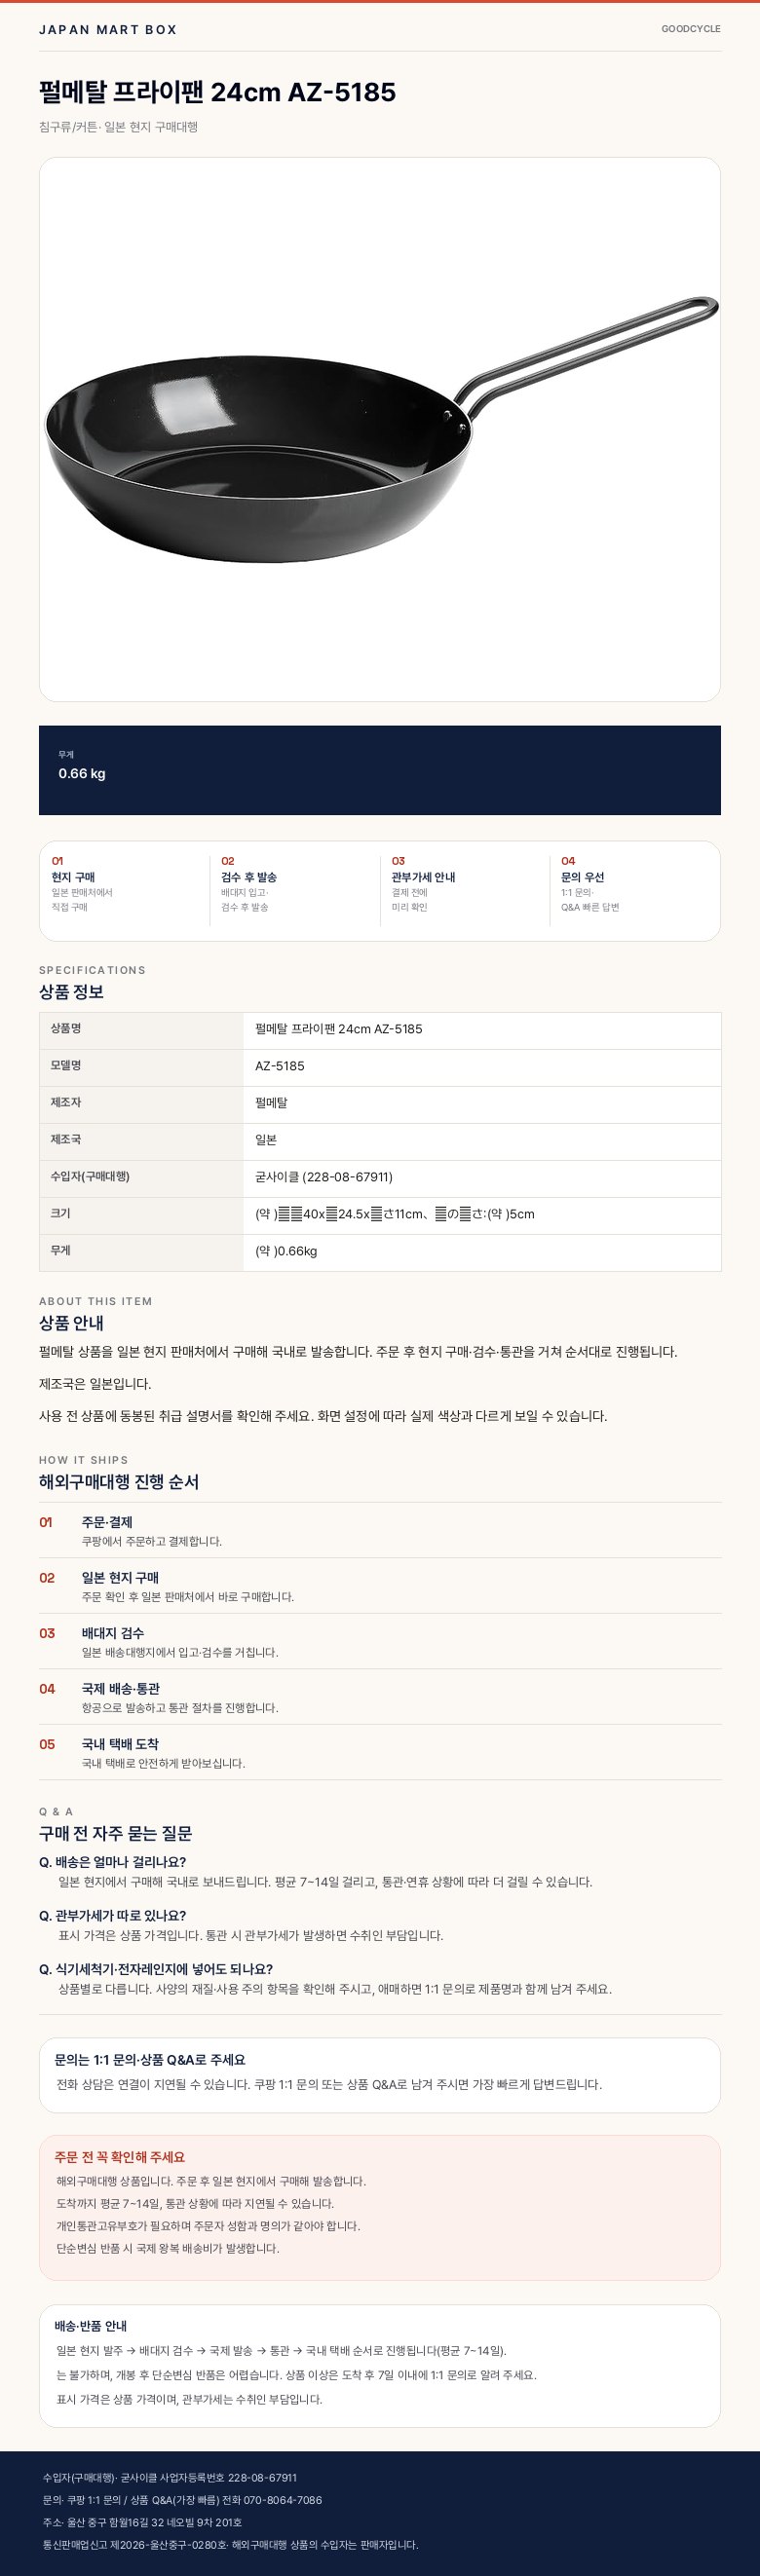 JAPAN MART BOX
GOODCYCLE
펄메탈 프라이팬 24cm AZ-5185
침구류/커튼· 일본 현지 구매대행
무게
0.66 kg
01
현지 구매
일본 판매처에서
직접 구매
02
검수 후 발송
배대지 입고·
검수 후 발송
03
관부가세 안내
결제 전에
미리 확인
04
문의 우선
1:1 문의·
Q&A 빠른 답변
SPECIFICATIONS
상품 정보
상품명 펄메탈 프라이팬 24cm AZ-5185
모델명 AZ-5185
제조자 펄메탈
제조국 일본
수입자(구매대행) 굳사이클 (228-08-67911)
크기 (약 )40x24.5xさ11cm、のさ:(약 )5cm
무게 (약 )0.66kg
ABOUT THIS ITEM
상품 안내
펄메탈 상품을 일본 현지 판매처에서 구매해 국내로 발송합니다. 주문 후 현지 구매·검수·통관을 거쳐 순서대로 진행됩니다.
제조국은 일본입니다.
사용 전 상품에 동봉된 취급 설명서를 확인해 주세요. 화면 설정에 따라 실제 색상과 다르게 보일 수 있습니다.
HOW IT SHIPS
해외구매대행 진행 순서
01 주문·결제
쿠팡에서 주문하고 결제합니다.
02 일본 현지 구매
주문 확인 후 일본 판매처에서 바로 구매합니다.
03 배대지 검수
일본 배송대행지에서 입고·검수를 거칩니다.
04 국제 배송·통관
항공으로 발송하고 통관 절차를 진행합니다.
05 국내 택배 도착
국내 택배로 안전하게 받아보십니다.
Q & A
구매 전 자주 묻는 질문
Q. 배송은 얼마나 걸리나요?
일본 현지에서 구매해 국내로 보내드립니다. 평균 7~14일 걸리고, 통관·연휴 상황에 따라 더 걸릴 수 있습니다.
Q. 관부가세가 따로 있나요?
표시 가격은 상품 가격입니다. 통관 시 관부가세가 발생하면 수취인 부담입니다.
Q. 식기세척기·전자레인지에 넣어도 되나요?
상품별로 다릅니다. 사양의 재질·사용 주의 항목을 확인해 주시고, 애매하면 1:1 문의로 제품명과 함께 남겨 주세요.
문의는 1:1 문의·상품 Q&A로 주세요
전화 상담은 연결이 지연될 수 있습니다. 쿠팡 1:1 문의 또는 상품 Q&A로 남겨 주시면 가장 빠르게 답변드립니다.
주문 전 꼭 확인해 주세요
해외구매대행 상품입니다. 주문 후 일본 현지에서 구매해 발송합니다.
도착까지 평균 7~14일, 통관 상황에 따라 지연될 수 있습니다.
개인통관고유부호가 필요하며 주문자 성함과 명의가 같아야 합니다.
단순변심 반품 시 국제 왕복 배송비가 발생합니다.
배송·반품 안내
일본 현지 발주 → 배대지 검수 → 국제 발송 → 통관 → 국내 택배 순서로 진행됩니다(평균 7~14일).
는 불가하며, 개봉 후 단순변심 반품은 어렵습니다. 상품 이상은 도착 후 7일 이내에 1:1 문의로 알려 주세요.
표시 가격은 상품 가격이며, 관부가세는 수취인 부담입니다.
수입자(구매대행)· 굳사이클 사업자등록번호 228-08-67911
문의· 쿠팡 1:1 문의 / 상품 Q&A(가장 빠름) 전화 070-8064-7086
주소· 울산 중구 함월16길 32 네오빌 9차 201호
통신판매업신고 제2026-울산중구-0280호· 해외구매대행 상품의 수입자는 판매자입니다.